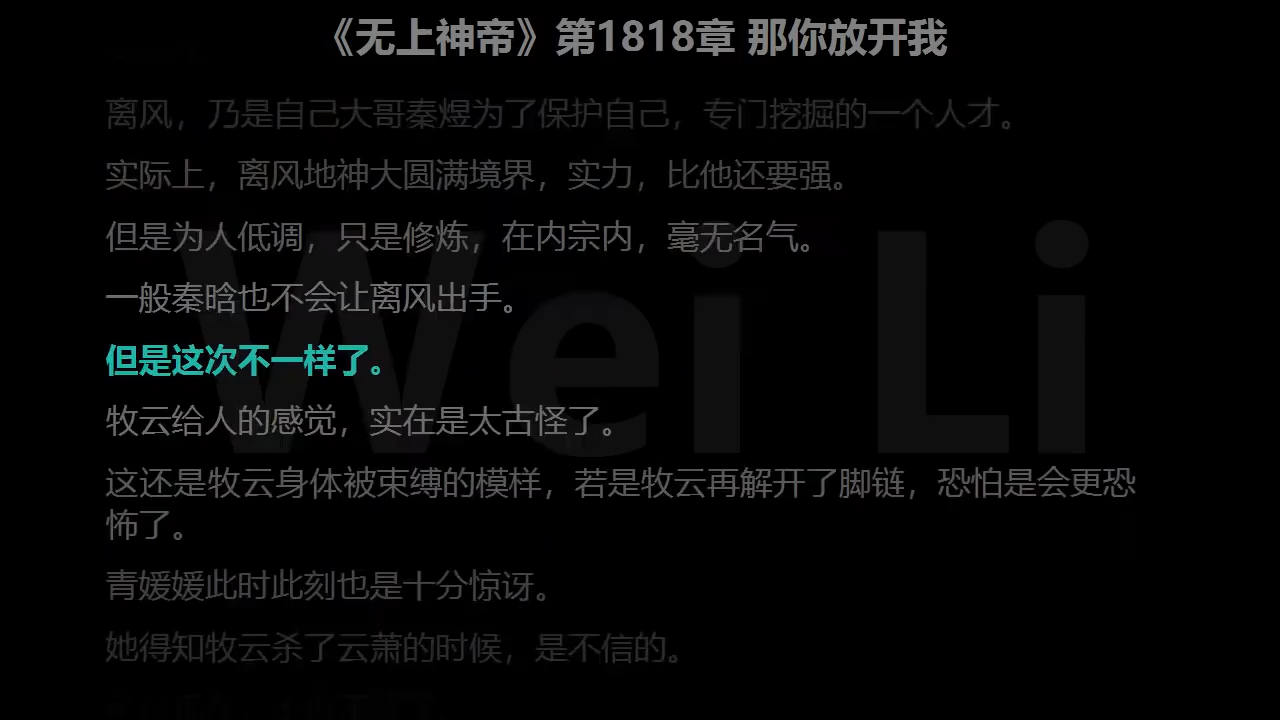 《无上神帝》第1818章 那你放开我
离风，乃是自己大哥秦煜为了保护自己，专门挖掘的一个人才。
实际上，离风地神大圆满境界，实力，比他还要强。
但是为人低调，只是修炼，在内宗内，毫无名气。
一般秦晗也不会让离风出手。
但是这次不一样了。
牧云给人的感觉，实在是太古怪了。
这还是牧云身体被束缚的模样，若是牧云再解开了脚链，恐怕是会更恐
怖了。
青媛媛此时此刻也是十分惊讶。
她得知牧云杀了云萧的时候，是不信的。
Wei Li